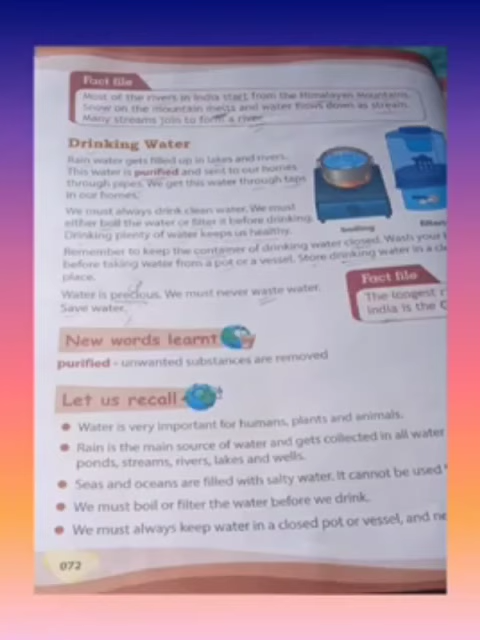 Fact file
Most of the rivers in India start from the Himalayan Mountains.
Snow on the mountain melts and water flows down as stream.
Many streams join to form a river
Drinking Water
Rain water gets filled up in lakes and rivers.
This water is purified and sent to our homes
through pipes. We get this water through taps
in our homes.
We must always drink clean water. We must
either boil the water or filter it before drinking.
Drinking plenty of water keeps us healthy.
boiling
Remember to keep the container of drinking water closed. Wash your
before taking water from a pot or a vessel. Store drinking water in a
place.
Water is precious. We must never waste water.
Save water.
Fact file
The longest
India is the
New words learnt
purified - unwanted substances are removed
Let us recall
Water is very important for humans, plants and animals.
Rain is the main source of water and gets collected in all water
ponds, streams, rivers, lakes and wells.
Seas and oceans are filled with salty water. It cannot be used
We must boil or filter the water before we drink.
We must always keep water in a closed pot or vessel, and
072